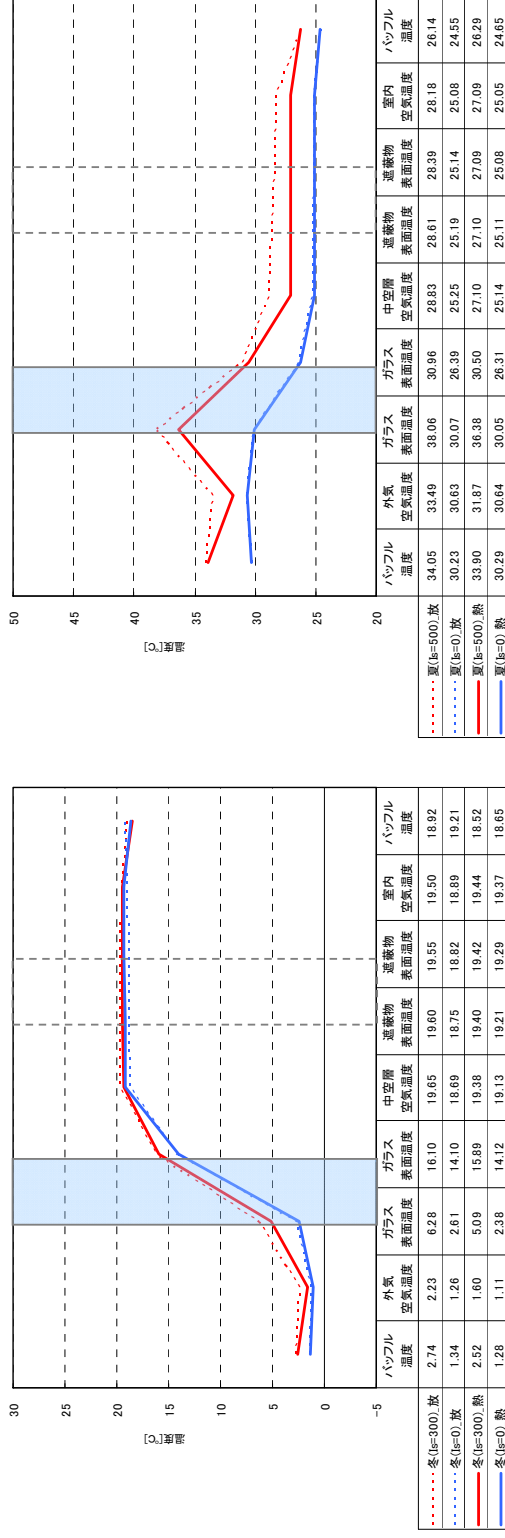 50
45
40
35
30
25
20
温度[℃]
バッフル 温度 外気 空気温度 ガラス 表面温度 ガラス 表面温度 中空層 空気温度 遮蔽物 表面温度 遮蔽物 表面温度 室内 空気温度 バッフル 温度
夏(Is=500)_放 34.05 33.49 38.06 30.96 28.83 28.61 28.39 28.18 26.14
夏(Is=0)_放 30.23 30.63 30.07 26.39 25.25 25.19 25.14 25.08 24.55
夏(Is=500)_熱 33.90 31.87 36.38 30.50 27.10 27.10 27.09 27.09 26.29
夏(Is=0)_熱 30.29 30.64 30.05 26.31 25.14 25.11 25.08 25.05 24.65
30
25
20
15
10
5
0
-5
温度[℃]
バッフル 温度 外気 空気温度 ガラス 表面温度 ガラス 表面温度 中空層 空気温度 遮蔽物 表面温度 遮蔽物 表面温度 室内 空気温度 バッフル 温度
冬(Is=300)_放 2.74 2.23 6.28 16.10 19.65 19.60 19.55 19.50 18.92
冬(Is=0)_放 1.34 1.26 2.61 14.10 18.69 18.75 18.82 18.89 19.21
冬(Is=300)_熱 2.52 1.60 5.09 15.89 19.38 19.40 19.42 19.44 18.52
冬(Is=0)_熱 1.28 1.11 2.38 14.12 19.13 19.21 19.29 19.37 18.65